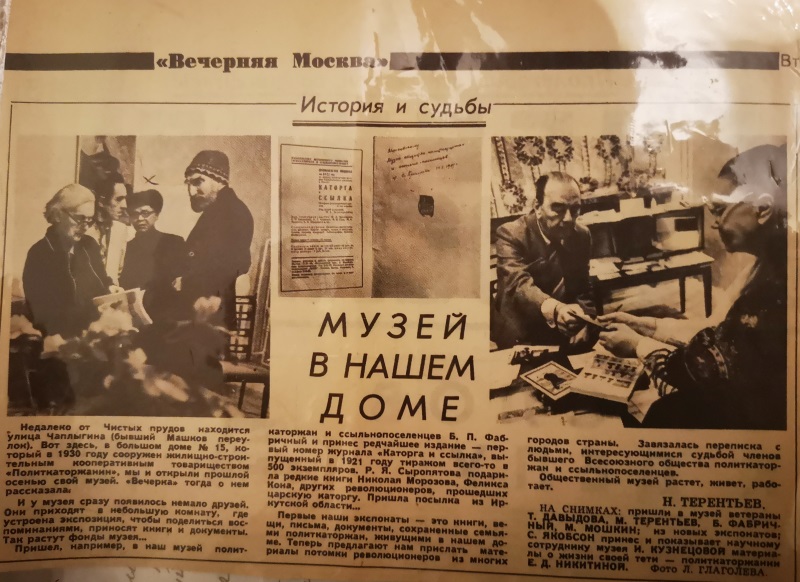 «Вечерняя Москва»
Вт
История и судьбы
КАТОРГА
и
ССЫЛКА
МУЗЕЙ
В НАШЕМ
ДОМЕ
Недалеко от Чистых прудов находится
улица Чаплыгина (бывший Машков переу-
лок). Вот здесь, в большом доме № 15, ко-
торый в 1930 году сооружен жилищно-строи-
тельным кооперативным товариществом
«Политкаторжанин», мы и открыли прошлой
осенью свой музей. «Вечерка» тогда о нем
рассказала.
И у музея сразу появилось немало друзей.
Они приходят в небольшую комнату, где
устроена экспозиция, чтобы поделиться вос-
поминаниями, приносят книги и документы.
Так растут фонды музея...
Пришел, например, в наш музей полит-
каторжан и ссыльнопоселенцев Б. П. Фаб-
ричный и принес редчайшее издание — пер-
вый номер журнала «Каторга и ссылка», вы-
пущенный в 1921 году тиражом всего-то в
500 экземпляров. Р. Я. Сыроплтова подари-
ла редкие книги Николая Морозова, Феликса
Кона, других революционеров, прошедших
царскую каторгу. Пришла посылка из Ир-
кутской области...
Первые наши экспонаты — это книги, ве-
щи, письма, документы, сохраненные семья-
ми политкаторжан, живущими в нашем до-
ме. Теперь предлагают нам прислать мате-
риалы потомки революционеров из многих
городов страны. Завязалась переписка с
людьми, интересующимися судьбой членов
бывшего Всесоюзного общества политкатор-
жан и ссыльнопоселенцев.
Общественный музей растет, живет, рабо-
тает.
Н. ТЕРЕНТЬЕВ.
НА СНИМКАХ: пришли в музей ветераны
Т. ДАВЫДОВА, М. ТЕРЕНТЬЕВ, Б. ФАБРИЧ-
НЫЙ, М. МОШКИН; из новых экспонатов;
С. ЯКОБСОН принес и показывает научному
сотруднику музея Н. КУЗНЕЦОВОЙ материа-
лы о жизни своей тети — политкаторжанки
Е. Д. НИКИТИНОЙ.
Фото Л. ГЛАГОЛЕВА.